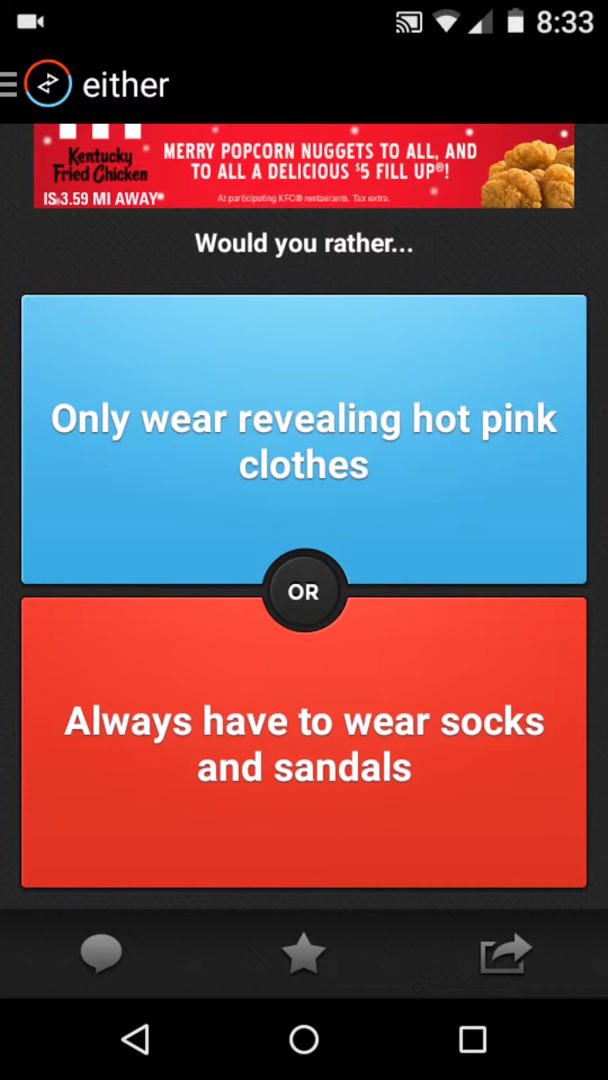 8:33
either
Kentucky
Fried Chicken
IS 3.59 MI AWAY*
MERRY POPCORN NUGGETS TO ALL, AND
TO ALL A DELICIOUS $5 FILL UP®!
At participating KFC® restaurants. Tax extra.
Would you rather...
Only wear revealing hot pink
clothes
OR
Always have to wear socks
and sandals